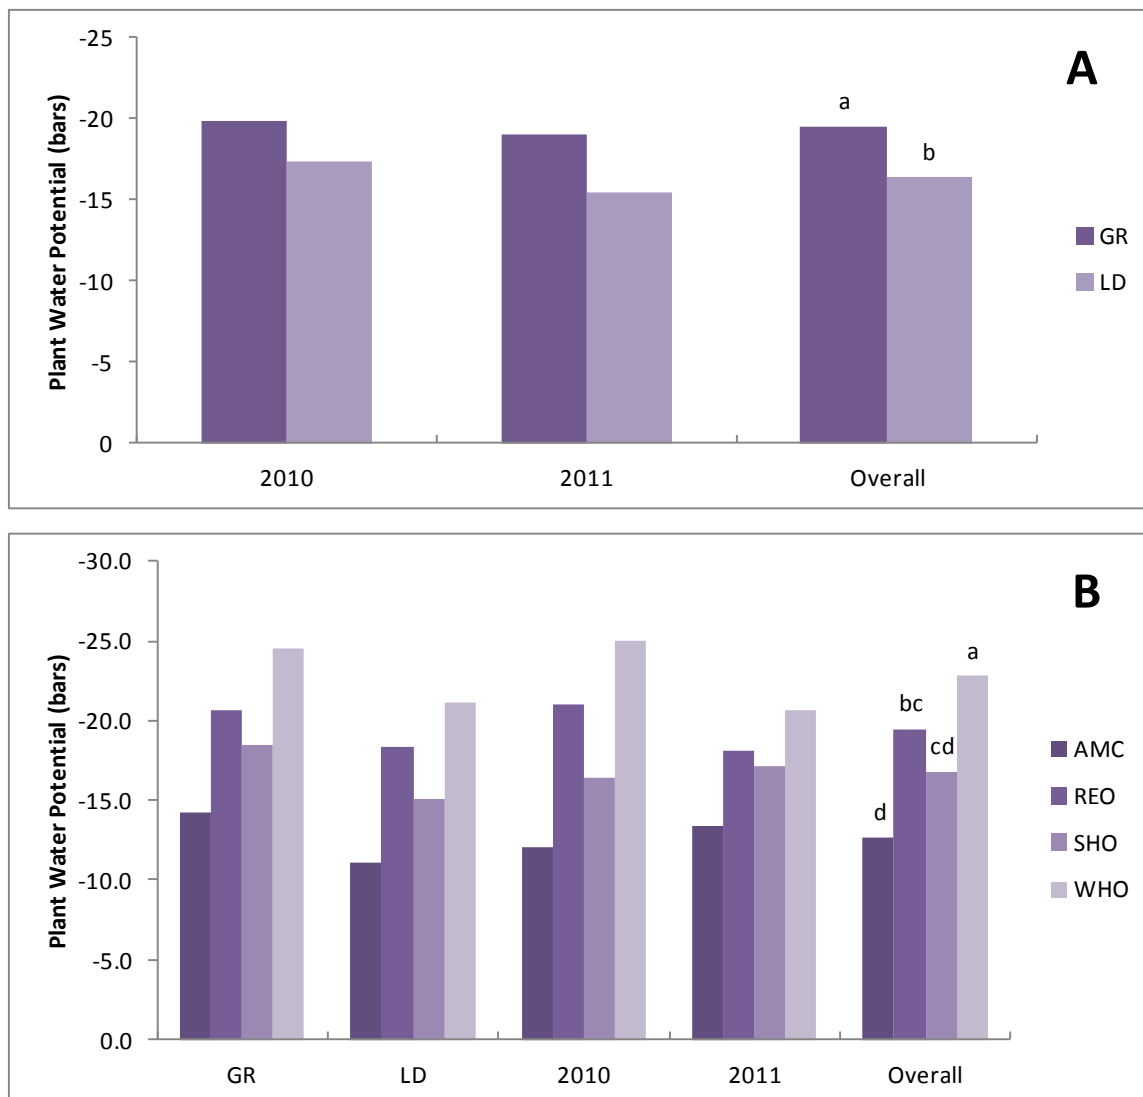 A
Plant Water Potential (bars)
-25
-20
-15
-10
-5
0
a
b
2010
2011
Overall
GR
LD
B
Plant Water Potential (bars)
-30.0
-25.0
-20.0
-15.0
-10.0
-5.0
0.0
a
bc
cd
d
GR
LD
2010
2011
Overall
AMC
REO
SHO
WHO